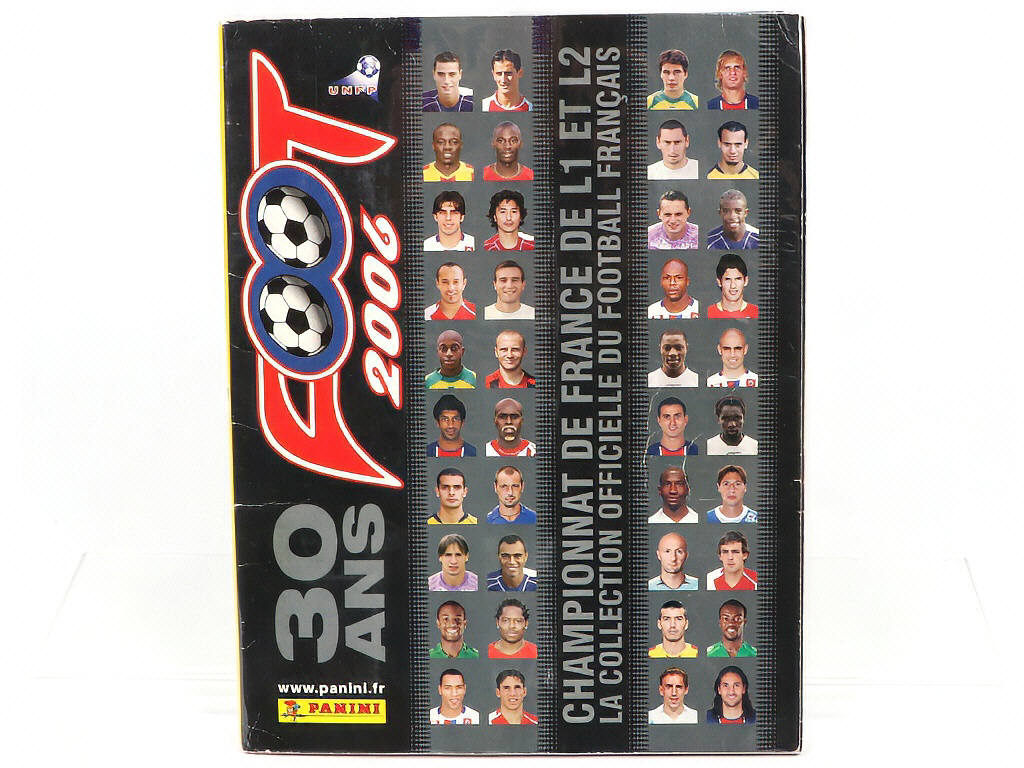 30 ANS
FOOT
2006
UNFP
CHAMPIONNAT DE FRANCE DE L1 ET L2
LA COLLECTION OFFICIELLE DU FOOTBALL FRANÇAIS
www.panini.fr
PANINI